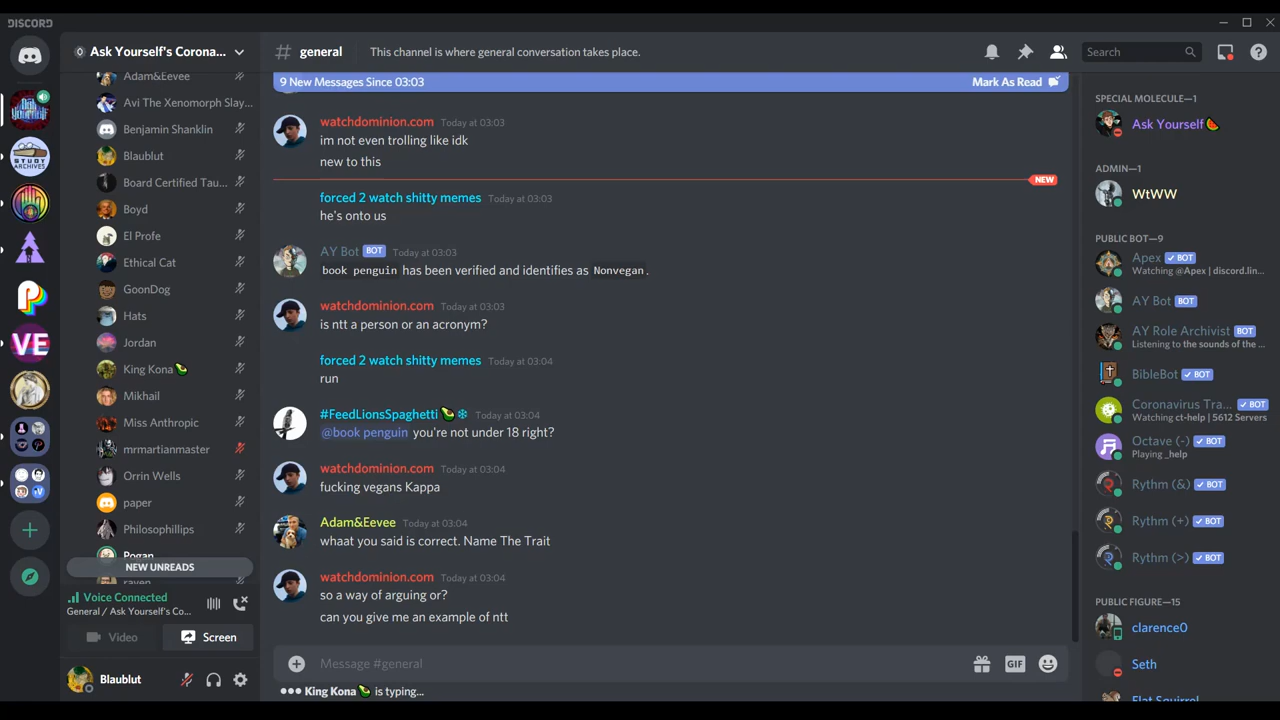 DISCORD
Ask Yourself's Corona...
Adam&Eevee
Avi The Xenomorph Slay...
Benjamin Shanklin
Blaublut
Board Certified Tau...
Boyd
El Profe
Ethical Cat
GoonDog
Hats
Jordan
King Kona
Mikhail
Miss Anthropic
mrmartianmaster
Orrin Wells
paper
Philosophillips
Pogan
NEW UNREADS
raven
Voice Connected
General / Ask Yourself's Co...
Video
Screen
Blaublut
STUDY
ARCHIVES
VE
# general
This channel is where general conversation takes place.
Search
9 New Messages Since 03:03
Mark As Read
watchdominion.com Today at 03:03
im not even trolling like idk
new to this
NEW
forced 2 watch shitty memes Today at 03:03
he's onto us
AY Bot BOT Today at 03:03
book penguin has been verified and identifies as Nonvegan.
watchdominion.com Today at 03:03
is ntt a person or an acronym?
forced 2 watch shitty memes Today at 03:04
run
#FeedLionsSpaghetti Today at 03:04
@book penguin you're not under 18 right?
watchdominion.com Today at 03:04
fucking vegans Kappa
Adam&Eevee Today at 03:04
whaat you said is correct. Name The Trait
watchdominion.com Today at 03:04
so a way of arguing or?
can you give me an example of ntt
Message #general
GIF
King Kona is typing...
SPECIAL MOLECULE—1
Ask Yourself
ADMIN—1
WtWW
PUBLIC BOT—9
Apex BOT
Watching @Apex | discord.lin...
AY Bot BOT
AY Role Archivist BOT
Listening to the sounds of the ...
BibleBot BOT
Coronavirus Tra... BOT
Watching ct-help | 5612 Servers
Octave (-) BOT
Playing _help
Rythm (&) BOT
Rythm (+) BOT
Rythm (>) BOT
PUBLIC FIGURE—15
clarence0
Seth
Flat Squirrel